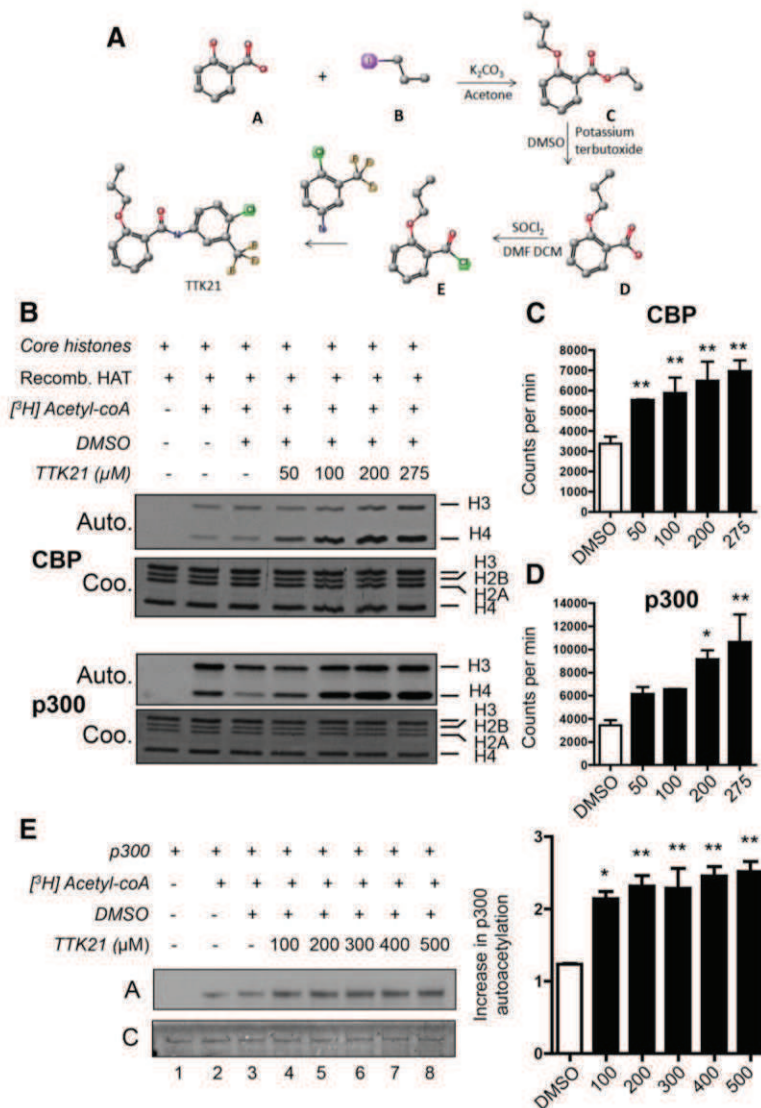 A
+
K₂CO₃
Acetone
A
B
C
DMSO
Potassium
terbutoxide
SOCl₂
DMF DCM
TTK21
E
D
B
Core histones + + + + + + +
Recomb. HAT + + + + + + +
[³H] Acetyl-coA - + + + + + +
DMSO - - + + + + +
TTK21 (µM) - - - 50 100 200 275
Auto.
H3
H4
CBP
Coo.
H3
H2B
H2A
H4
Auto.
H3
H4
p300
Coo.
H3
H2B
H2A
H4
C
CBP
Counts per min
8000
7000
6000
5000
4000
3000
2000
1000
0
** ** ** **
DMSO 50 100 200 275
D
p300
Counts per min
14000
12000
10000
8000
6000
4000
2000
0
* **
DMSO 50 100 200 275
E
p300 + + + + + + + +
[³H] Acetyl-coA - + + + + + + +
DMSO - - + + + + + +
TTK21 (µM) - - - 100 200 300 400 500
A
C
1 2 3 4 5 6 7 8
Increase in p300
autoacetylation
3
2
1
0
* ** ** ** **
DMSO 100 200 300 400 500